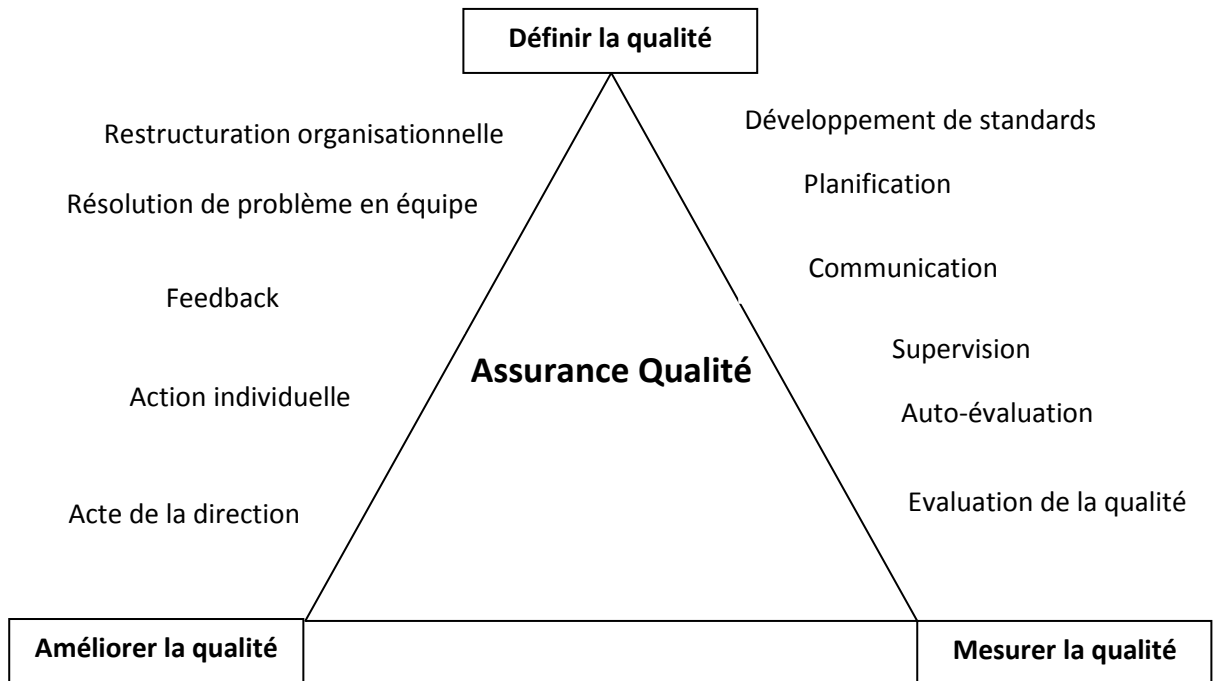 Définir la qualité
Restructuration organisationnelle
Développement de standards
Résolution de problème en équipe
Planification
Feedback
Communication
Assurance Qualité
Supervision
Action individuelle
Auto-évaluation
Acte de la direction
Evaluation de la qualité
Améliorer la qualité
Mesurer la qualité